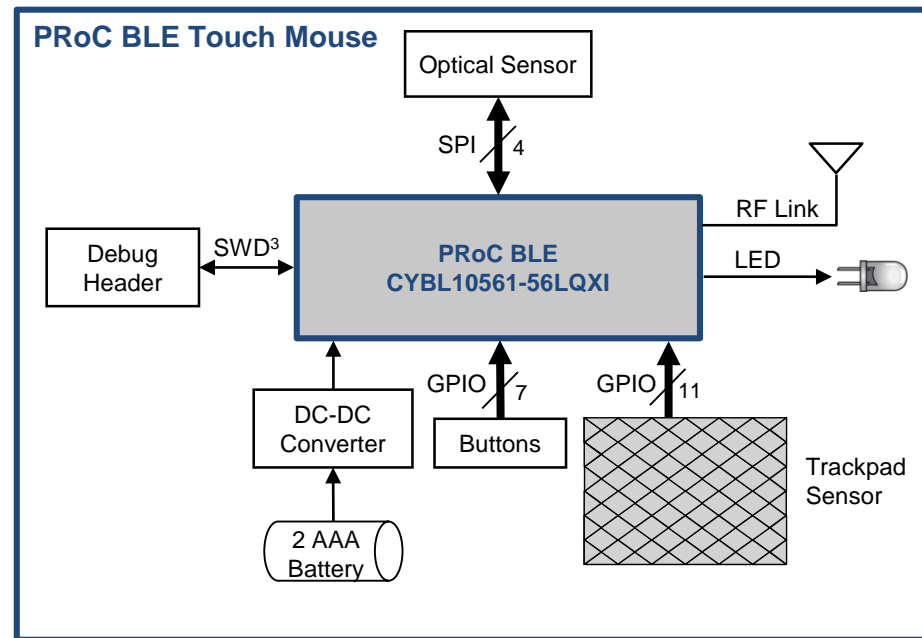 PRoC BLE Touch Mouse
Optical Sensor
SPI
4
RF Link
Debug
Header
SWD³
PRoC BLE
CYBL10561-56LQXI
LED
GPIO
7
GPIO
11
DC-DC
Converter
Buttons
Trackpad
Sensor
2 AAA
Battery